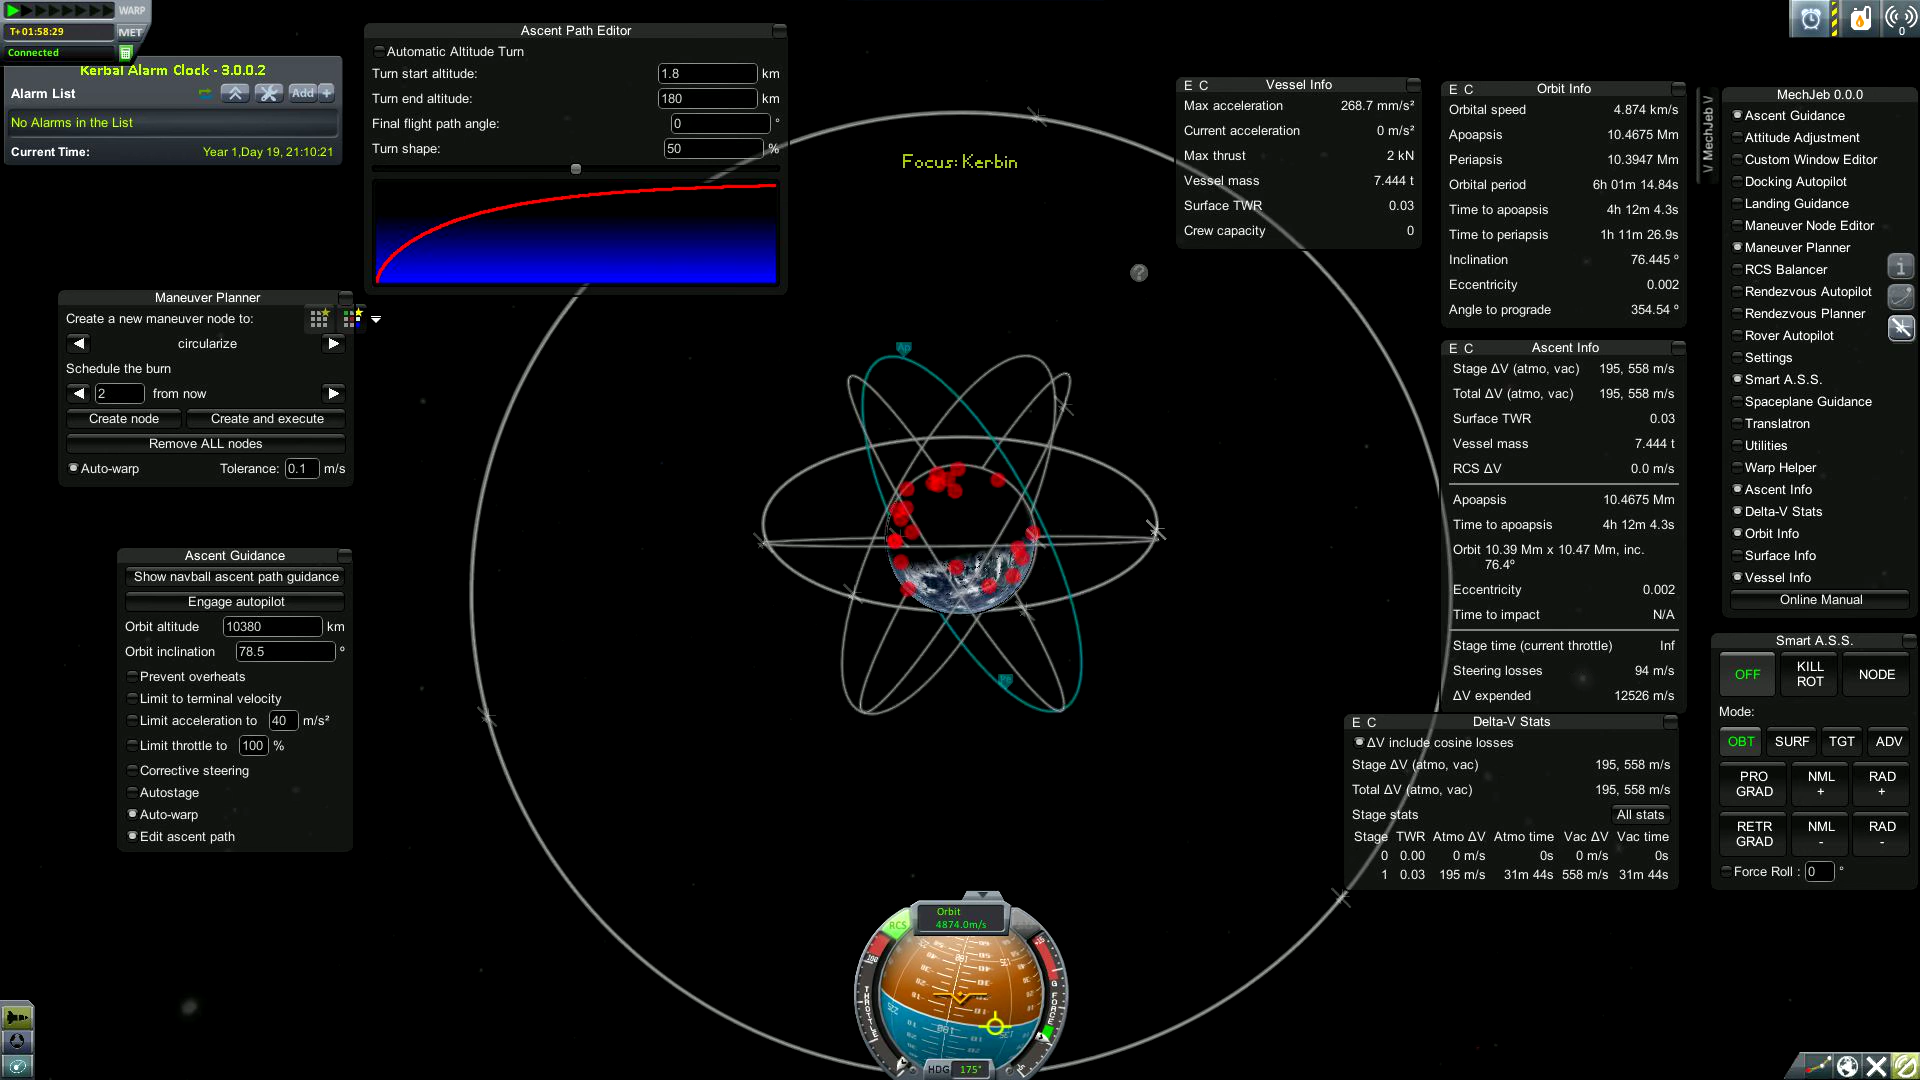 WARP
T+ 01:58:29
MET
Connected
Kerbal Alarm Clock - 3.0.0.2
Alarm List
Add +
No Alarms in the List
Current Time: Year 1,Day 19, 21:10:21
Ascent Path Editor
Automatic Altitude Turn
Turn start altitude: 1.8 km
Turn end altitude: 180 km
Final flight path angle: 0 °
Turn shape: 50 %
Focus: Kerbin
Maneuver Planner
Create a new maneuver node to:
circularize
Schedule the burn
2 from now
Create node Create and execute
Remove ALL nodes
Auto-warp Tolerance: 0.1 m/s
Ascent Guidance
Show navball ascent path guidance
Engage autopilot
Orbit altitude 10380 km
Orbit inclination 78.5 °
Prevent overheats
Limit to terminal velocity
Limit acceleration to 40 m/s²
Limit throttle to 100 %
Corrective steering
Autostage
Auto-warp
Edit ascent path
Ap
Pe
E C Vessel Info
Max acceleration 268.7 mm/s²
Current acceleration 0 m/s²
Max thrust 2 kN
Vessel mass 7.444 t
Surface TWR 0.03
Crew capacity 0
E C Orbit Info
Orbital speed 4.874 km/s
Apoapsis 10.4675 Mm
Periapsis 10.3947 Mm
Orbital period 6h 01m 14.84s
Time to apoapsis 4h 12m 4.3s
Time to periapsis 1h 11m 26.9s
Inclination 76.445 º
Eccentricity 0.002
Angle to prograde 354.54 º
E C Ascent Info
Stage ΔV (atmo, vac) 195, 558 m/s
Total ΔV (atmo, vac) 195, 558 m/s
Surface TWR 0.03
Vessel mass 7.444 t
RCS ΔV 0.0 m/s
Apoapsis 10.4675 Mm
Time to apoapsis 4h 12m 4.3s
Orbit 10.39 Mm x 10.47 Mm, inc.
76.4º
Eccentricity 0.002
Time to impact N/A
Stage time (current throttle) Inf
Steering losses 94 m/s
ΔV expended 12526 m/s
E C Delta-V Stats
ΔV include cosine losses
Stage ΔV (atmo, vac) 195, 558 m/s
Total ΔV (atmo, vac) 195, 558 m/s
Stage stats All stats
Stage TWR Atmo ΔV Atmo time Vac ΔV Vac time
0 0.00 0 m/s 0s 0 m/s 0s
1 0.03 195 m/s 31m 44s 558 m/s 31m 44s
0
V MechJeb V
MechJeb 0.0.0
Ascent Guidance
Attitude Adjustment
Custom Window Editor
Docking Autopilot
Landing Guidance
Maneuver Node Editor
Maneuver Planner
RCS Balancer
Rendezvous Autopilot
Rendezvous Planner
Rover Autopilot
Settings
Smart A.S.S.
Spaceplane Guidance
Translatron
Utilities
Warp Helper
Ascent Info
Delta-V Stats
Orbit Info
Surface Info
Vessel Info
Online Manual
Smart A.S.S.
OFF KILL ROT NODE
Mode:
OBT SURF TGT ADV
PRO GRAD NML + RAD +
RETR GRAD NML - RAD -
Force Roll : 0 °
Orbit
4874.0m/s
RCS
THROTTLE
G FORCE
HDG 175°